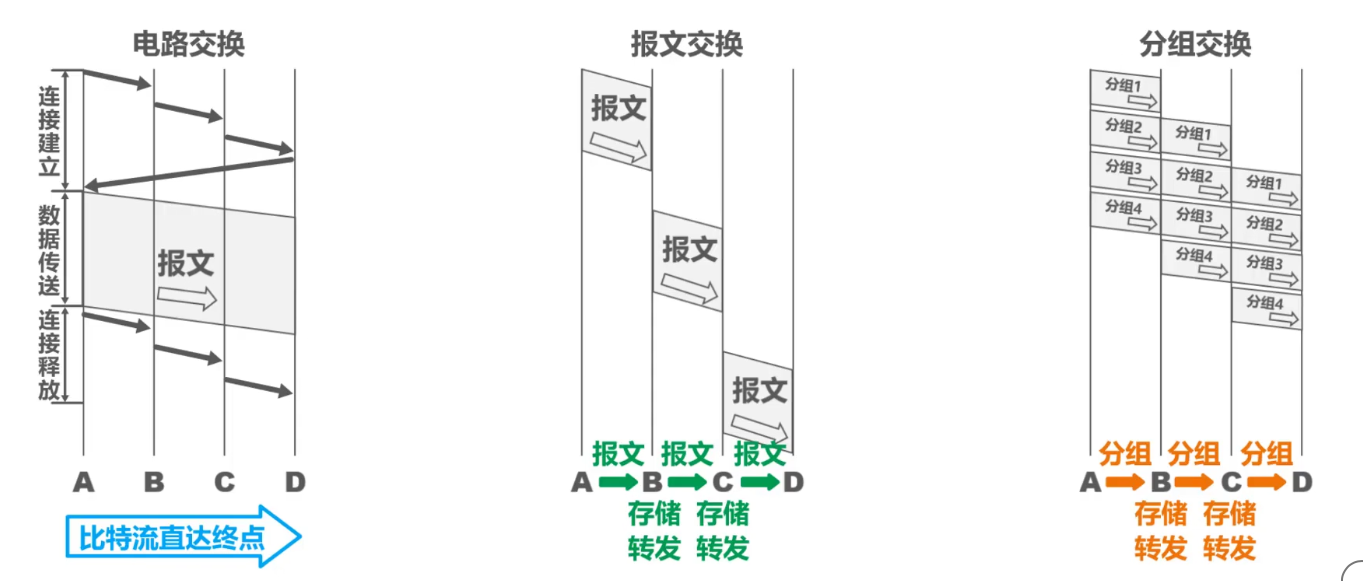 电路交换
连接建立
数据传送
连接释放
报文
A B C D
比特流直达终点
报文交换
报文
报文
报文
报文 报文 报文
A B C D
存储 存储
转发 转发
分组交换
分组1
分组2 分组1
分组3 分组2 分组1
分组4 分组3 分组2
分组4 分组3
分组4
分组 分组 分组
A B C D
存储 存储
转发 转发